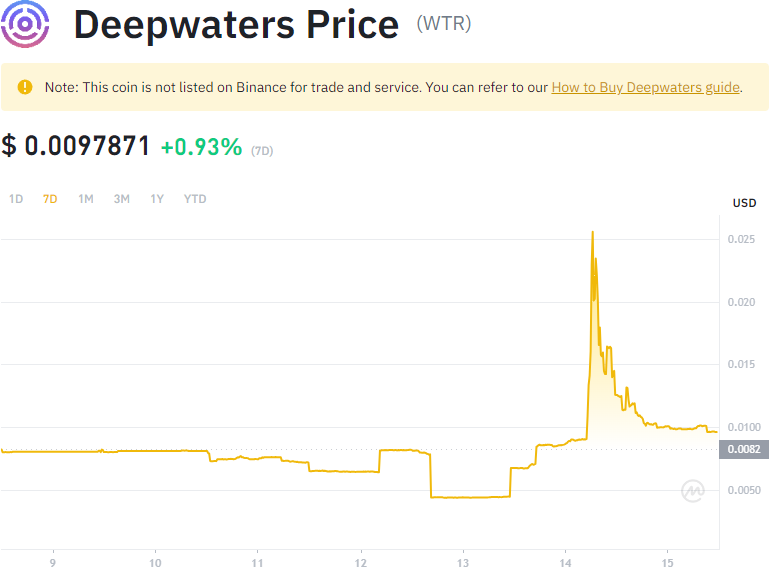 Deepwaters Price (WTR)
Note: This coin is not listed on Binance for trade and service. You can refer to our How to Buy Deepwaters guide.
$ 0.0097871 +0.93% (7D)
1D 7D 1M 3M 1Y YTD
USD
0.025
0.020
0.015
0.0100
0.0082
0.0050
9 10 11 12 13 14 15